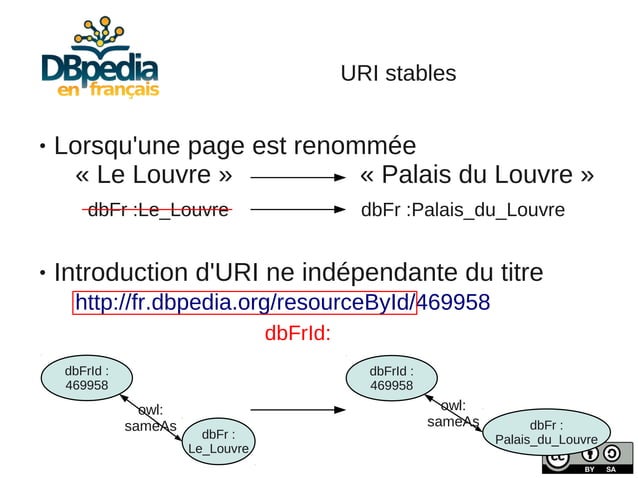 DBpedia
en français
URI stables
• Lorsqu'une page est renommée
« Le Louvre » « Palais du Louvre »
dbFr :Le_Louvre dbFr :Palais_du_Louvre
• Introduction d'URI ne indépendante du titre
http://fr.dbpedia.org/resourceById/469958
dbFrId:
dbFrId :
469958
owl:
sameAs
dbFr :
Le_Louvre
dbFrId :
469958
owl:
sameAs
dbFr :
Palais_du_Louvre
cc
BY SA